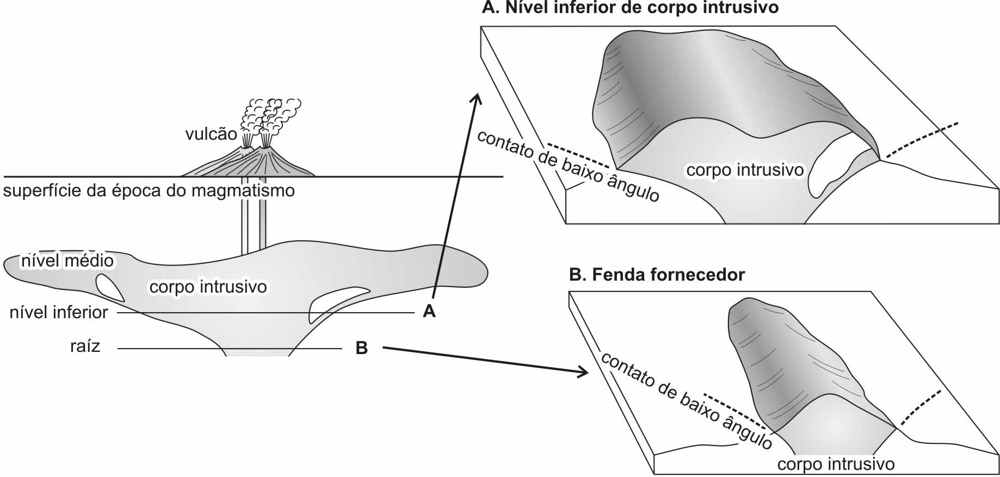 A. Nível inferior de corpo intrusivo
vulcão
superfície da época do magmatismo
nível médio
corpo intrusivo
nível inferior
A
raíz
B
contato de baixo ângulo
corpo intrusivo
B. Fenda fornecedor
contato de baixo ângulo
corpo intrusivo